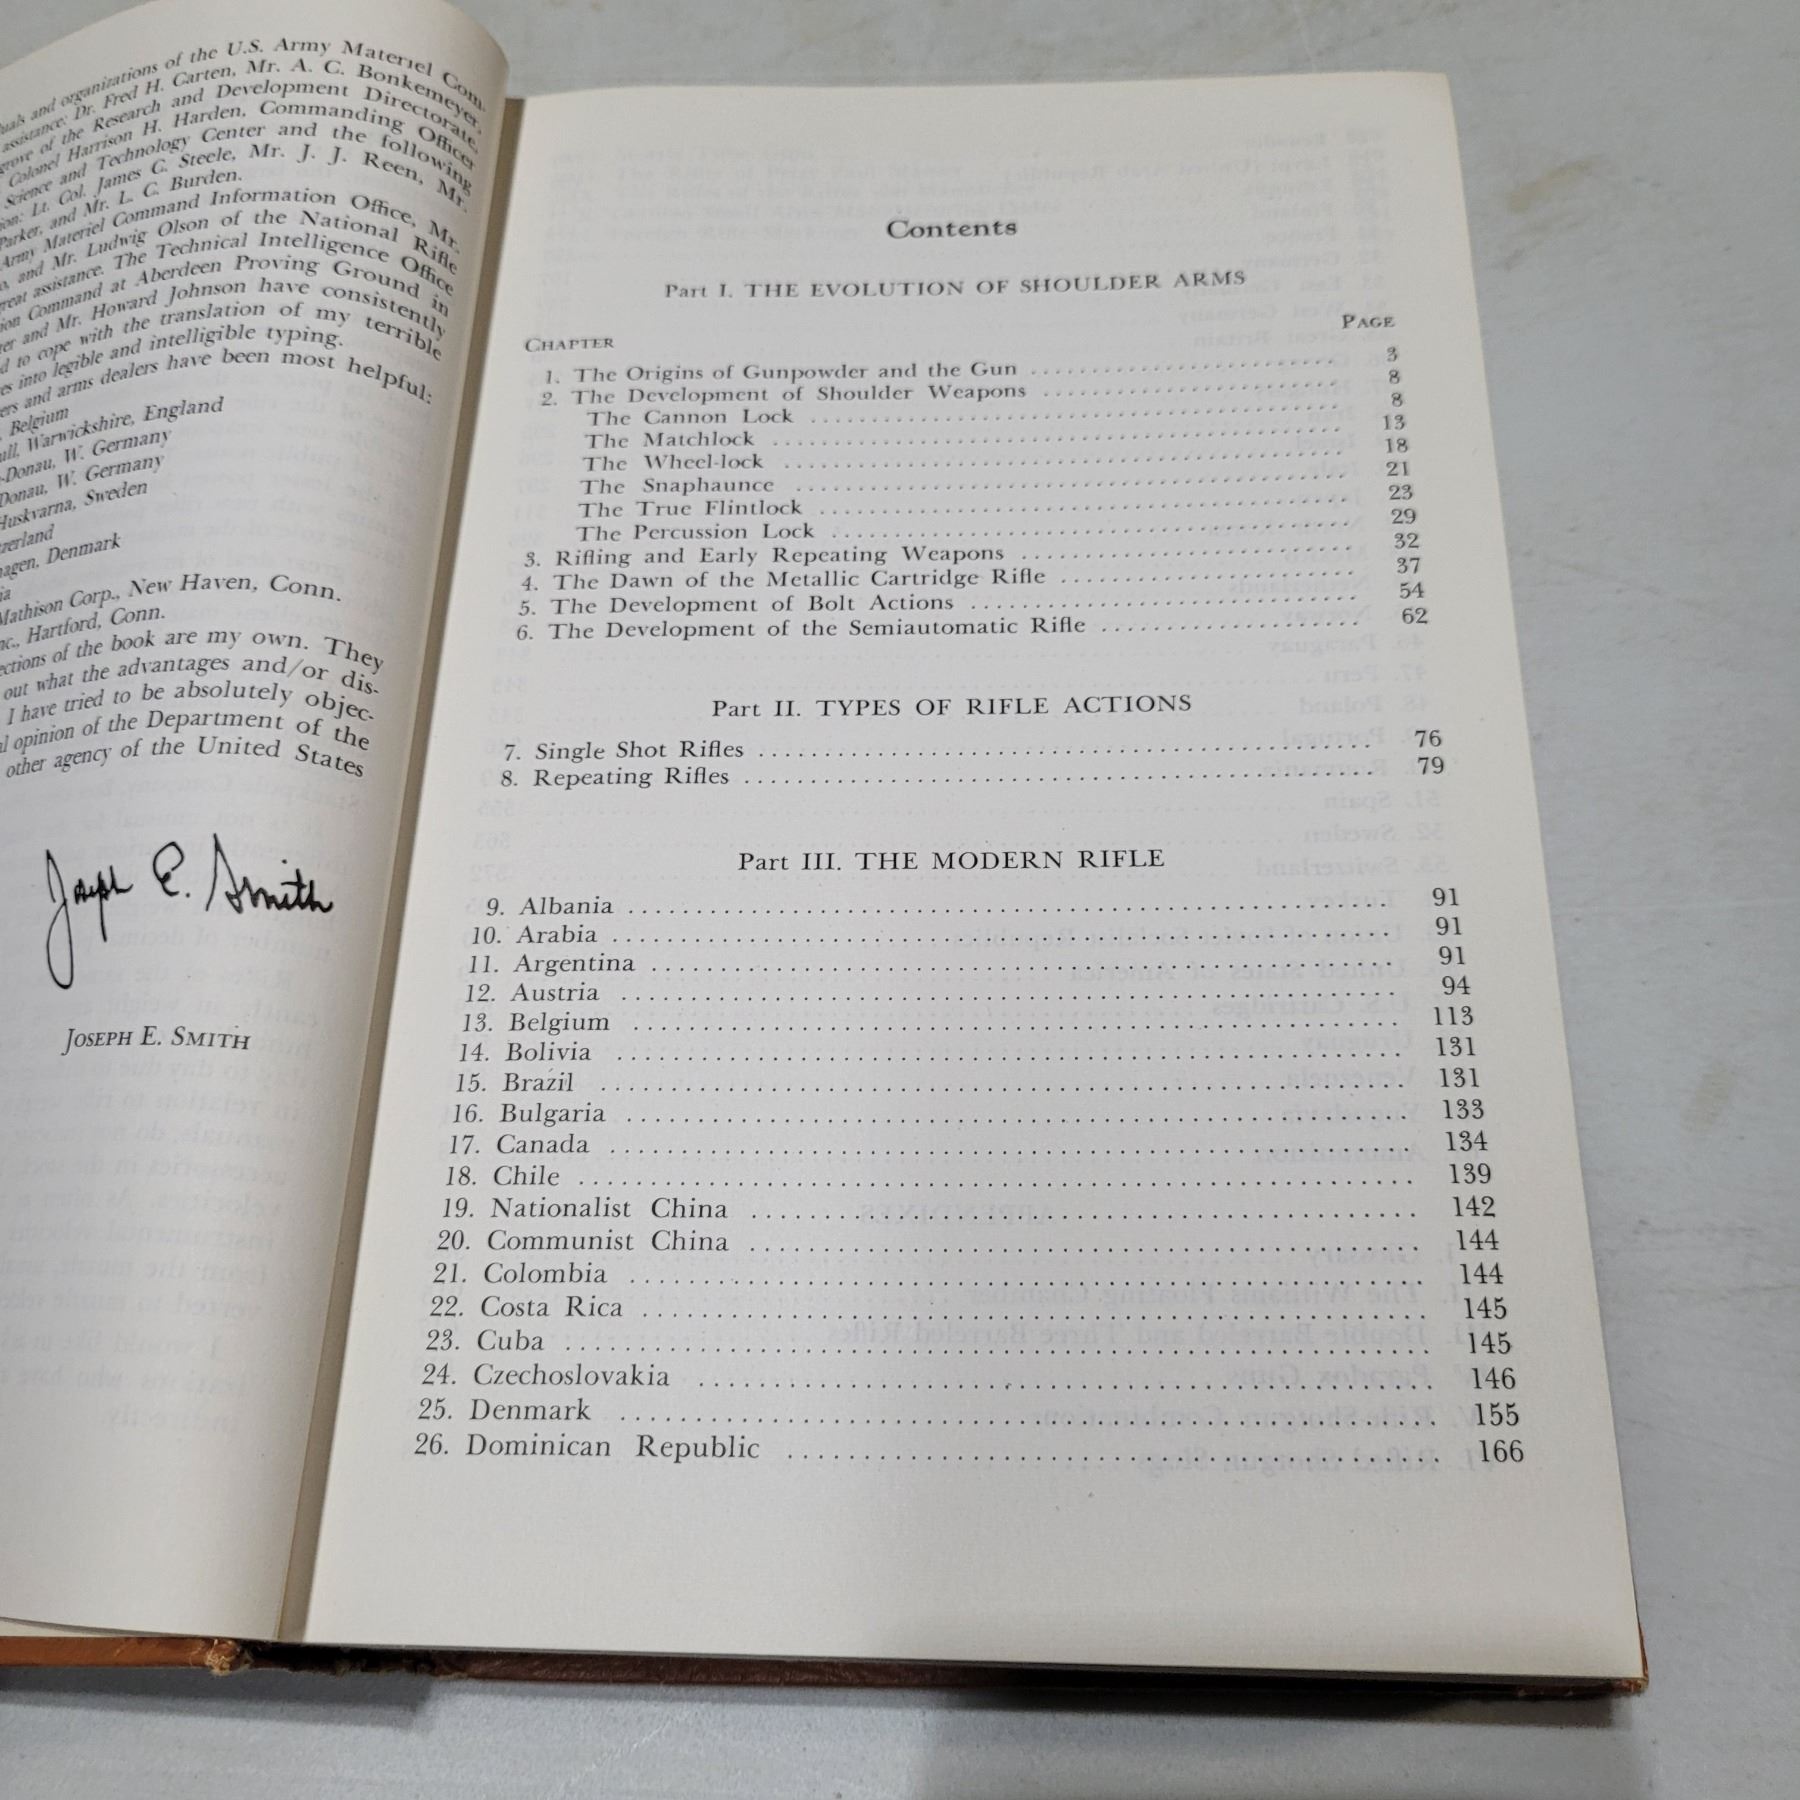 uals and organizations of the U.S. Army Materiel Com-
assistance: Dr. Fred H. Carten, Mr. A. C. Bonkemeyer,
grove of the Research and Development Directorate,
Colonel Harrison H. Harden, Commanding Officer
Science and Technology Center and the following
ion: Lt. Col. James C. Steele, Mr. J. J. Reen, Mr.
Parker, and Mr. L. C. Burden.
Army Materiel Command Information Office, Mr.
o, and Mr. Ludwig Olson of the National Rifle
great assistance. The Technical Intelligence Office
ion Command at Aberdeen Proving Ground in
er and Mr. Howard Johnson have consistently
d to cope with the translation of my terrible
es into legible and intelligible typing.
ers and arms dealers have been most helpful:
, Belgium
ull, Warwickshire, England
-Donau, W. Germany
Donau, W. Germany
Huskvarna, Sweden
zerland
hagen, Denmark
ia
Mathison Corp., New Haven, Conn.
nc., Hartford, Conn.
ections of the book are my own. They
out what the advantages and/or dis-
I have tried to be absolutely objec-
al opinion of the Department of the
other agency of the United States
Joseph E. Smith
JOSEPH E. SMITH
Contents
Part I. THE EVOLUTION OF SHOULDER ARMS
CHAPTER PAGE
1. The Origins of Gunpowder and the Gun 3
2. The Development of Shoulder Weapons 8
The Cannon Lock 8
The Matchlock 13
The Wheel-lock 18
The Snaphaunce 21
The True Flintlock 23
The Percussion Lock 29
3. Rifling and Early Repeating Weapons 32
4. The Dawn of the Metallic Cartridge Rifle 37
5. The Development of Bolt Actions 54
6. The Development of the Semiautomatic Rifle 62
Part II. TYPES OF RIFLE ACTIONS
7. Single Shot Rifles 76
8. Repeating Rifles 79
Part III. THE MODERN RIFLE
9. Albania 91
10. Arabia 91
11. Argentina 91
12. Austria 94
13. Belgium 113
14. Bolivia 131
15. Brazil 131
16. Bulgaria 133
17. Canada 134
18. Chile 139
19. Nationalist China 142
20. Communist China 144
21. Colombia 144
22. Costa Rica 145
23. Cuba 145
24. Czechoslovakia 146
25. Denmark 155
26. Dominican Republic 166